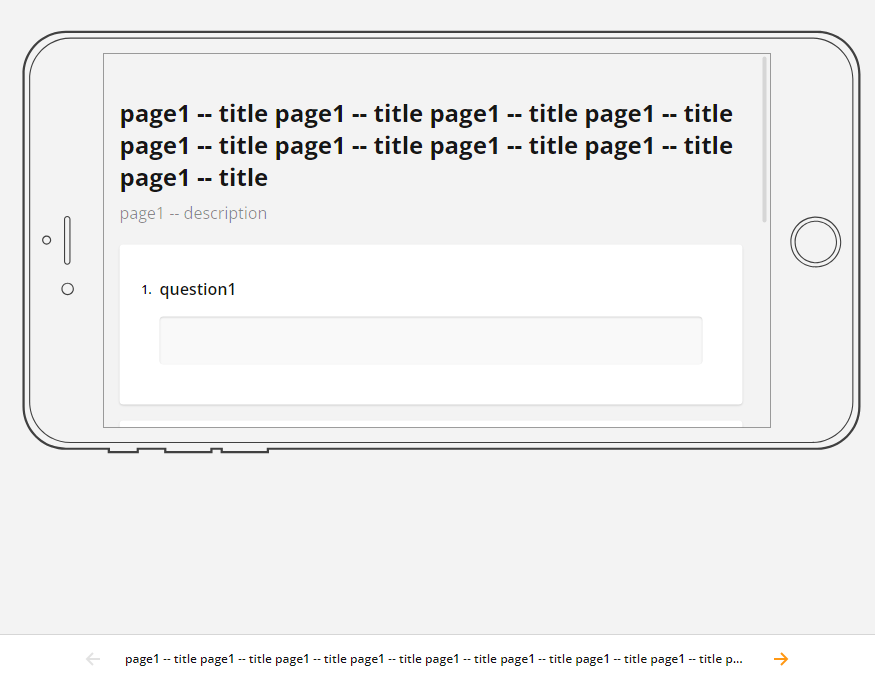 page1 -- title page1 -- title page1 -- title page1 -- title
page1 -- title page1 -- title page1 -- title page1 -- title
page1 -- title
page1 -- description
1. question1
page1 -- title page1 -- title page1 -- title page1 -- title page1 -- title page1 -- title page1 -- title page1 -- title p...